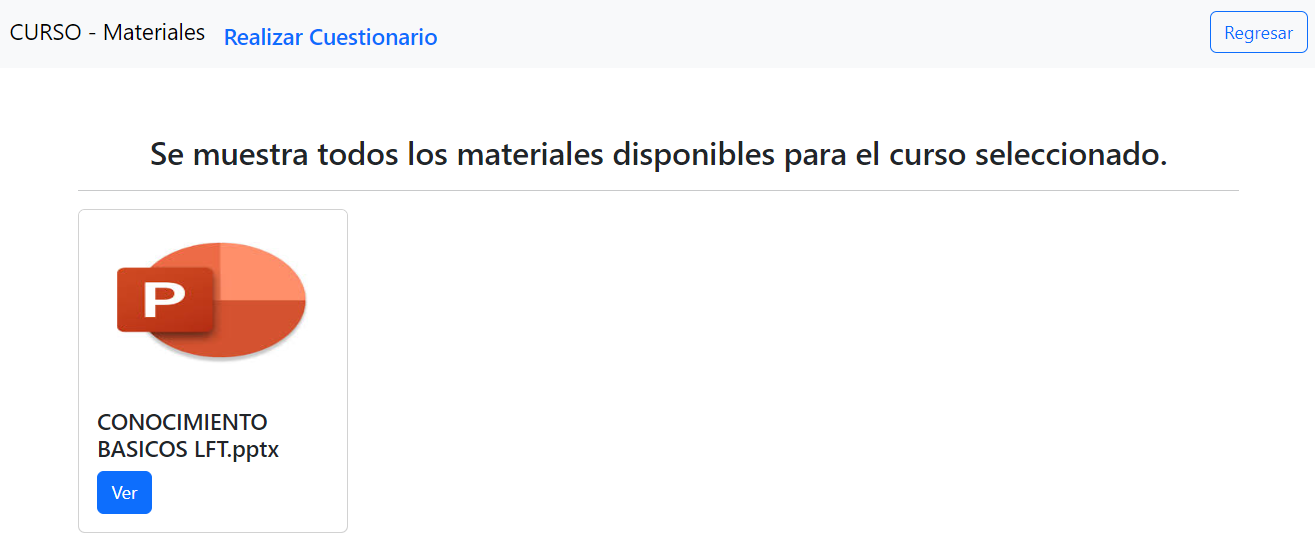 CURSO - Materiales Realizar Cuestionario Regresar
Se muestra todos los materiales disponibles para el curso seleccionado.
P
CONOCIMIENTO
BASICOS LFT.pptx
Ver